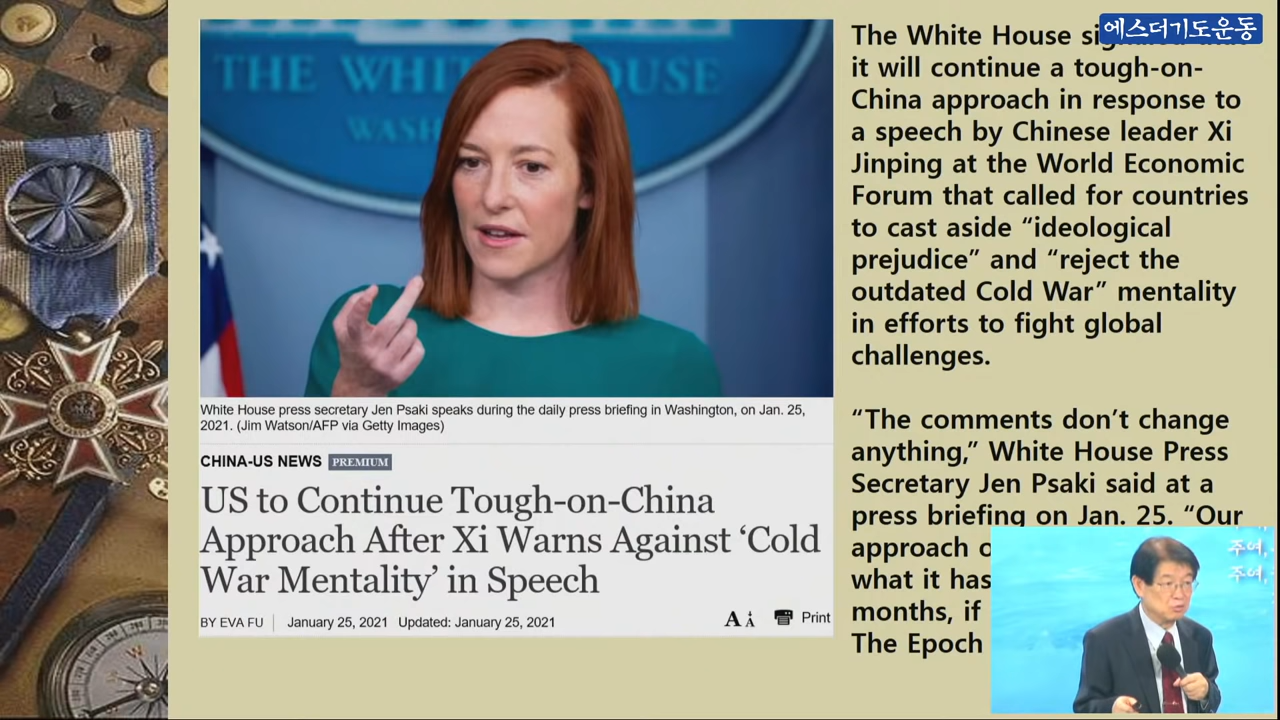 THE WHITE HOUSE
WASH
White House press secretary Jen Psaki speaks during the daily press briefing in Washington, on Jan. 25,
2021. (Jim Watson/AFP via Getty Images)
CHINA-US NEWS PREMIUM
US to Continue Tough-on-China
Approach After Xi Warns Against ‘Cold
War Mentality’ in Speech
BY EVA FU January 25, 2021 Updated: January 25, 2021
A A Print
에스더기도운동
The White House
it will continue a tough-on-
China approach in response to
a speech by Chinese leader Xi
Jinping at the World Economic
Forum that called for countries
to cast aside “ideological
prejudice” and “reject the
outdated Cold War” mentality
in efforts to fight global
challenges.
“The comments don’t change
anything,” White House Press
Secretary Jen Psaki said at a
press briefing on Jan. 25. “Our
approach
what it has
months, if
The Epoch
주여,
주여,